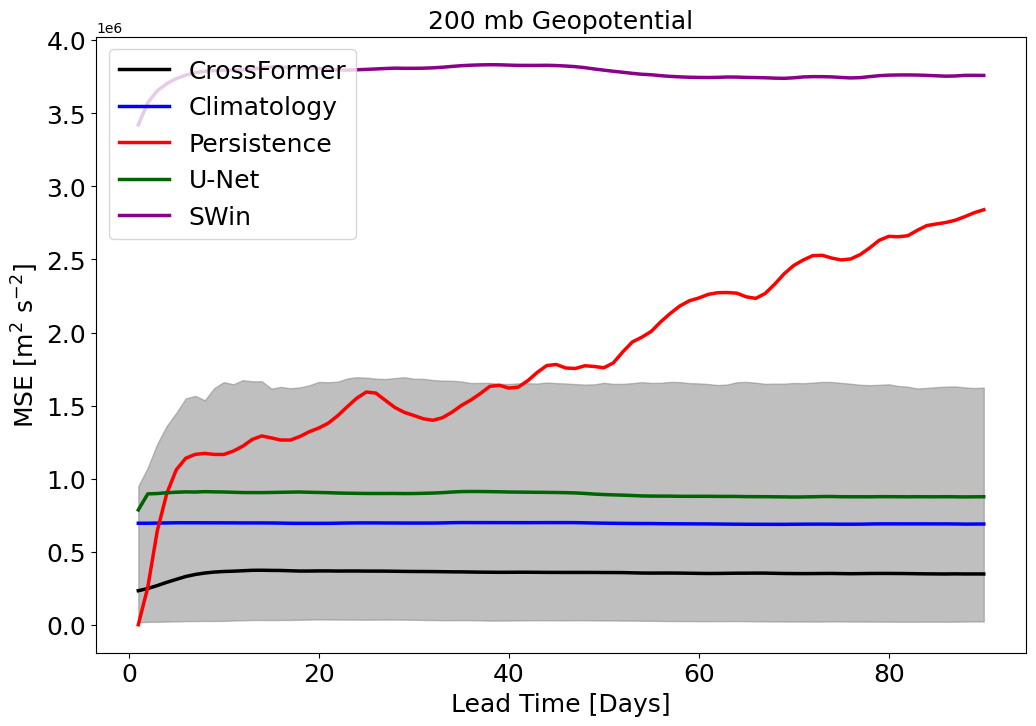 200 mb Geopotential
1e6
4.0
3.5
3.0
2.5
2.0
1.5
1.0
0.5
0.0
MSE [m² s⁻²]
CrossFormer
Climatology
Persistence
U-Net
SWin
0 20 40 60 80
Lead Time [Days]